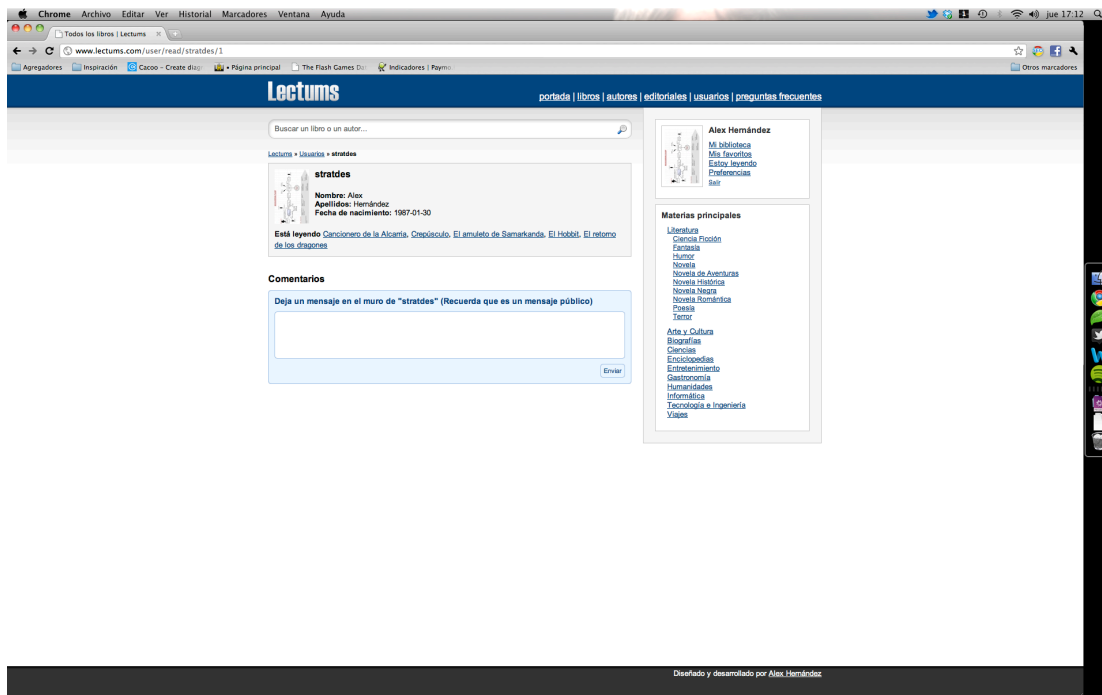 Chrome Archivo Editar Ver Historial Marcadores Ventana Ayuda
jue 17:12
Todos los libros | Lectums
www.lectums.com/user/read/stratdes/1
Agregadores Inspiración Cacoo - Create diag Página principal The Flash Games Da Indicadores | Paymo
Otros marcadores
Lectums
portada | libros | autores | editoriales | usuarios | preguntas frecuentes
Buscar un libro o un autor...
Lectums » Usuarios » stratdes
stratdes
Nombre: Alex
Apellidos: Hernández
Fecha de nacimiento: 1987-01-30
Está leyendo Cancionero de la Alcarria, Crepúsculo, El amuleto de Samarkanda, El Hobbit, El retorno
de los dragones
Comentarios
Deja un mensaje en el muro de "stratdes" (Recuerda que es un mensaje público)
Enviar
Alex Hernández
Mi biblioteca
Mis favoritos
Estoy leyendo
Preferencias
Salir
Materias principales
Literatura
Ciencia Ficción
Fantasía
Humor
Novela
Novela de Aventuras
Novela Histórica
Novela Negra
Novela Romántica
Poesía
Terror
Arte y Cultura
Biografías
Ciencias
Enciclopedias
Entretenimiento
Gastronomía
Humanidades
Informática
Tecnología e Ingeniería
Viajes
Diseñado y desarrollado por Alex Hernández